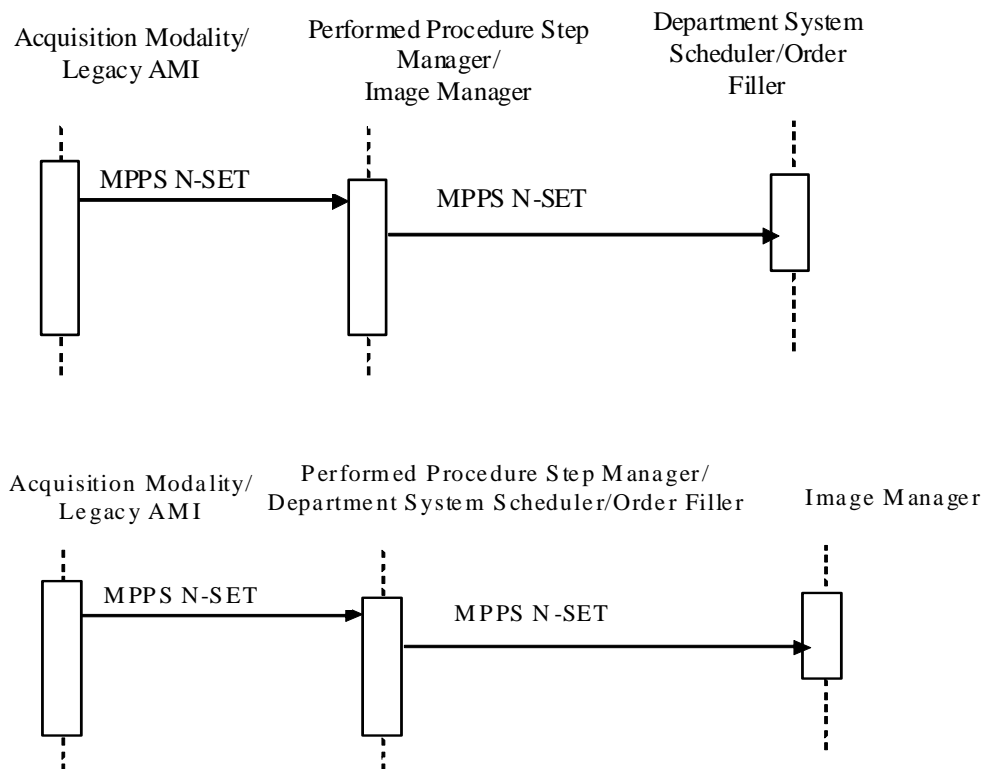 Acquisition Modality/
Legacy AMI
Performed Procedure Step
Manager/
Image Manager
Department System
Scheduler/Order
Filler
MPPS N-SET
MPPS N-SET
Acquisition Modality/
Legacy AMI
Performed Procedure Step Manager/
Department System Scheduler/Order Filler
Image Manager
MPPS N-SET
MPPS N-SET